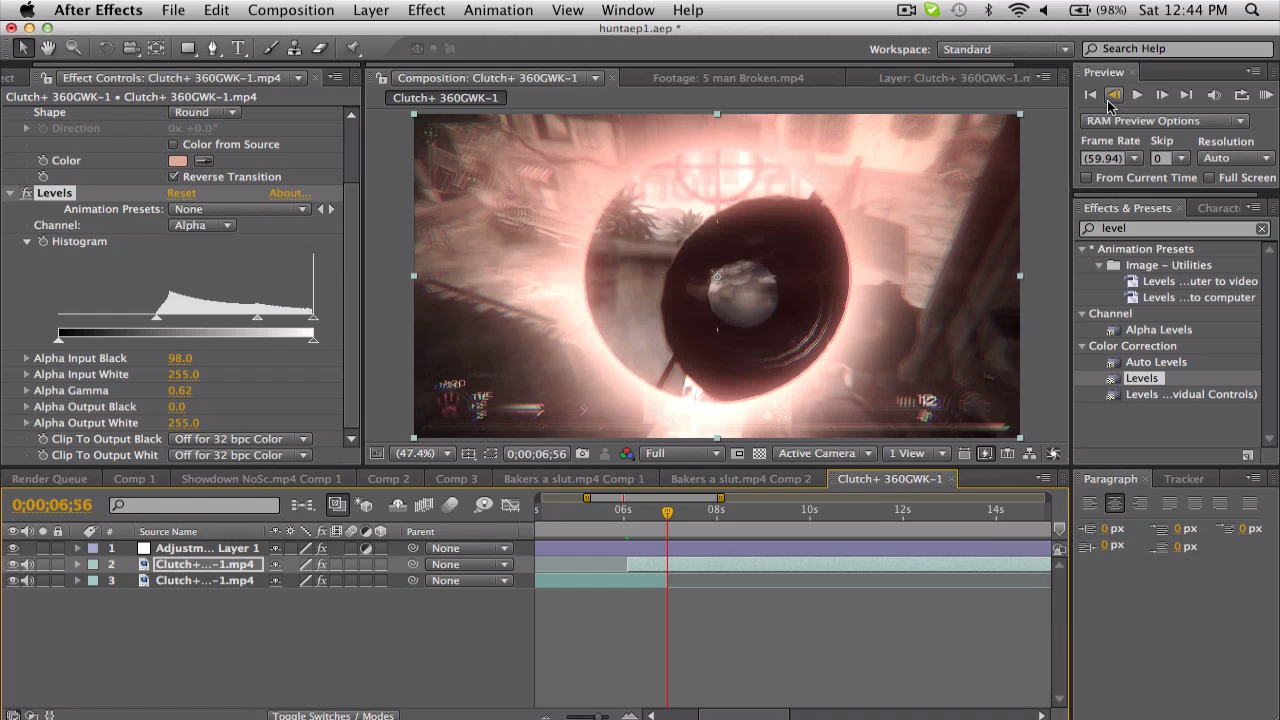 After Effects File Edit Composition Layer Effect Animation View Window Help (98%) Sat 12:44 PM
huntaep1.aep *
Workspace: Standard Search Help
ect Effect Controls: Clutch+ 360GWK-1.mp4 Composition: Clutch+ 360GWK-1 Footage: 5 man Broken.mp4 Layer: Clutch+ 360GWK-1.m Preview
Clutch+ 360GWK-1 • Clutch+ 360GWK-1.mp4
Clutch+ 360GWK-1
Shape Round
Direction 0x +0.0°
Color from Source
Color
Reverse Transition
Levels Reset About...
Animation Presets: None
Channel: Alpha
Histogram
Alpha Input Black 98.0
Alpha Input White 255.0
Alpha Gamma 0.62
Alpha Output Black 0.0
Alpha Output White 255.0
Clip To Output Black Off for 32 bpc Color
Clip To Output Whit Off for 32 bpc Color
(47.4%) 0;00;06;56 Full Active Camera 1 View
RAM Preview Options
Frame Rate Skip Resolution
(59.94) 0 Auto
From Current Time Full Screen
Effects & Presets Charact
level
* Animation Presets
Image – Utilities
Levels ...uter to video
Levels ...to computer
Channel
Alpha Levels
Color Correction
Auto Levels
Levels
Levels ...vidual Controls)
Render Queue Comp 1 Showdown NoSc.mp4 Comp 1 Comp 2 Comp 3 Bakers a slut.mp4 Comp 1 Bakers a slut.mp4 Comp 2 Clutch+ 360GWK-1
0;00;06;56
s 06s 08s 10s 12s 14s
# Source Name Parent
1 Adjustm... Layer 1 None
2 Clutch+...-1.mp4 None
3 Clutch+...-1.mp4 None
Toggle Switches / Modes
Paragraph Tracker
0 px 0 px 0 px
0 px 0 px